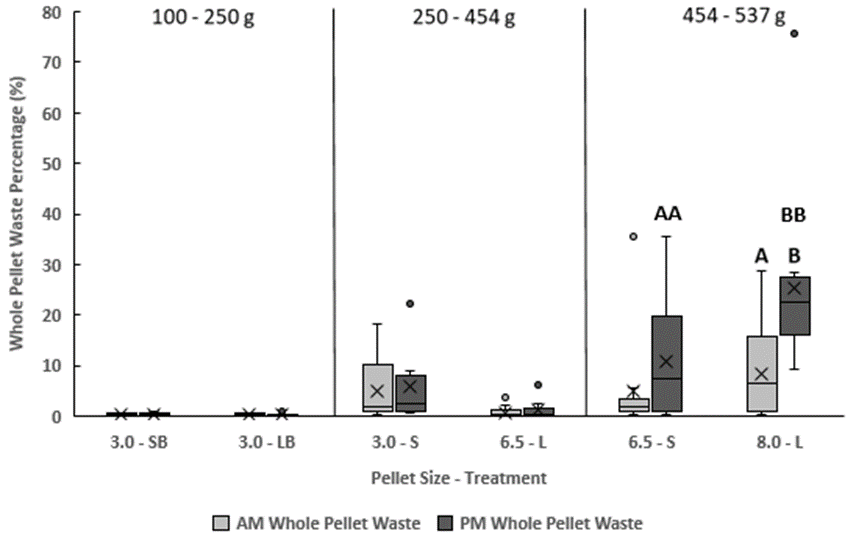 100 - 250 g 250 - 454 g 454 - 537 g
Whole Pellet Waste Percentage (%)
80
70
60
50
40
30
20
10
0
AA
BB
A B
3.0 - SB 3.0 - LB 3.0 - S 6.5 - L 6.5 - S 8.0 - L
Pellet Size - Treatment
AM Whole Pellet Waste PM Whole Pellet Waste